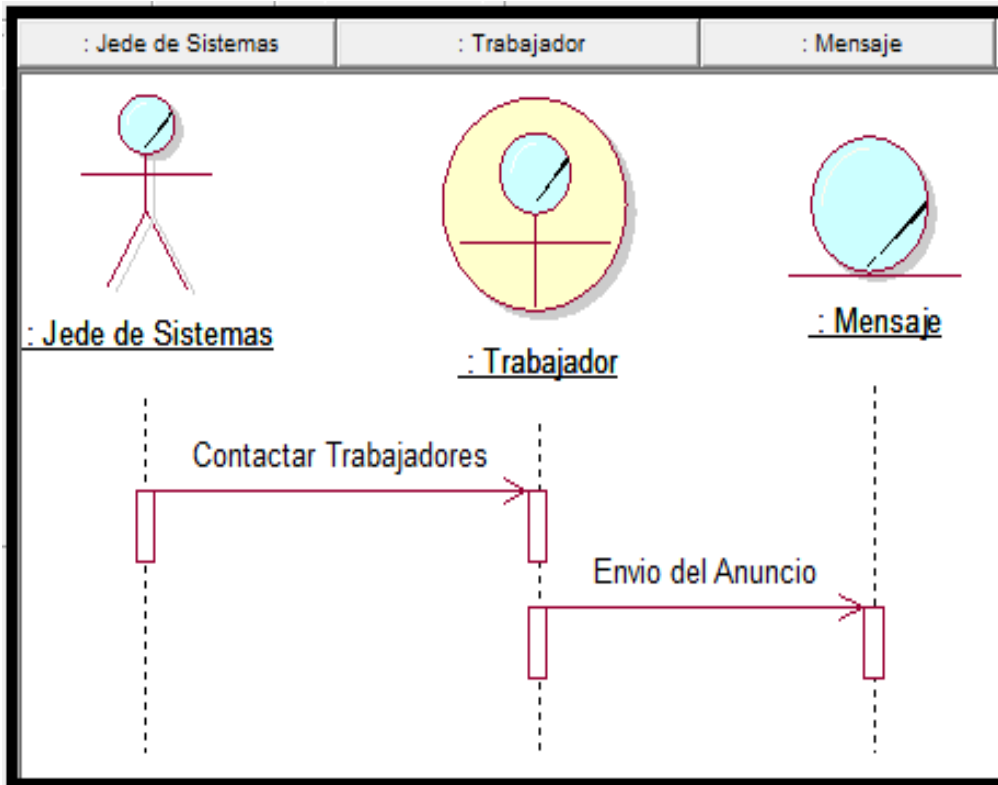 : Jede de Sistemas
: Trabajador
: Mensaje
: Jede de Sistemas
: Trabajador
: Mensaje
Contactar Trabajadores
Envio del Anuncio